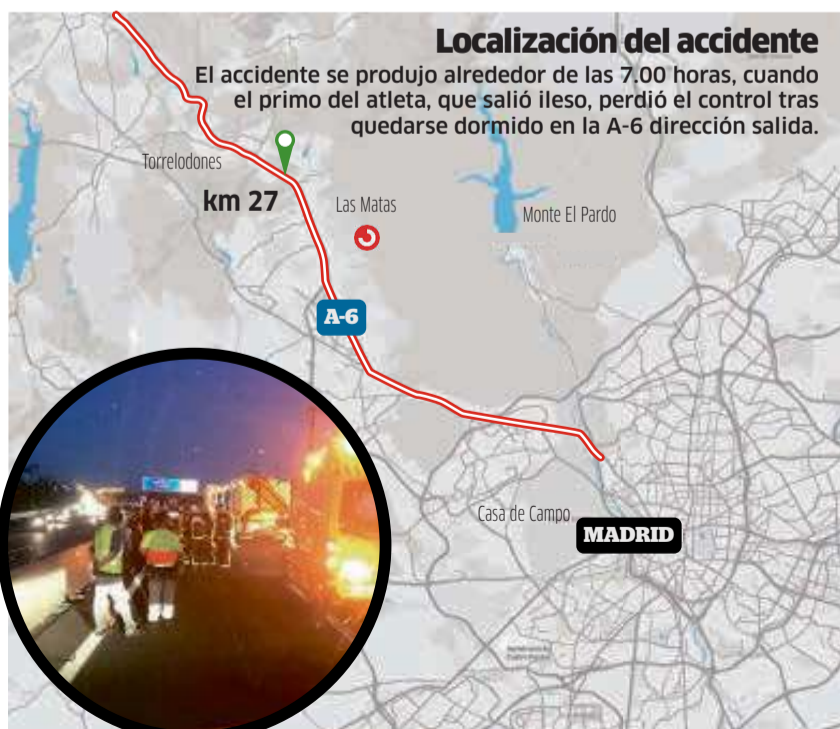 Localización del accidente
El accidente se produjo alrededor de las 7.00 horas, cuando
el primo del atleta, que salió ileso, perdió el control tras
quedarse dormido en la A-6 dirección salida.
Torrelodones
km 27
Las Matas
Monte El Pardo
A-6
Casa de Campo
MADRID